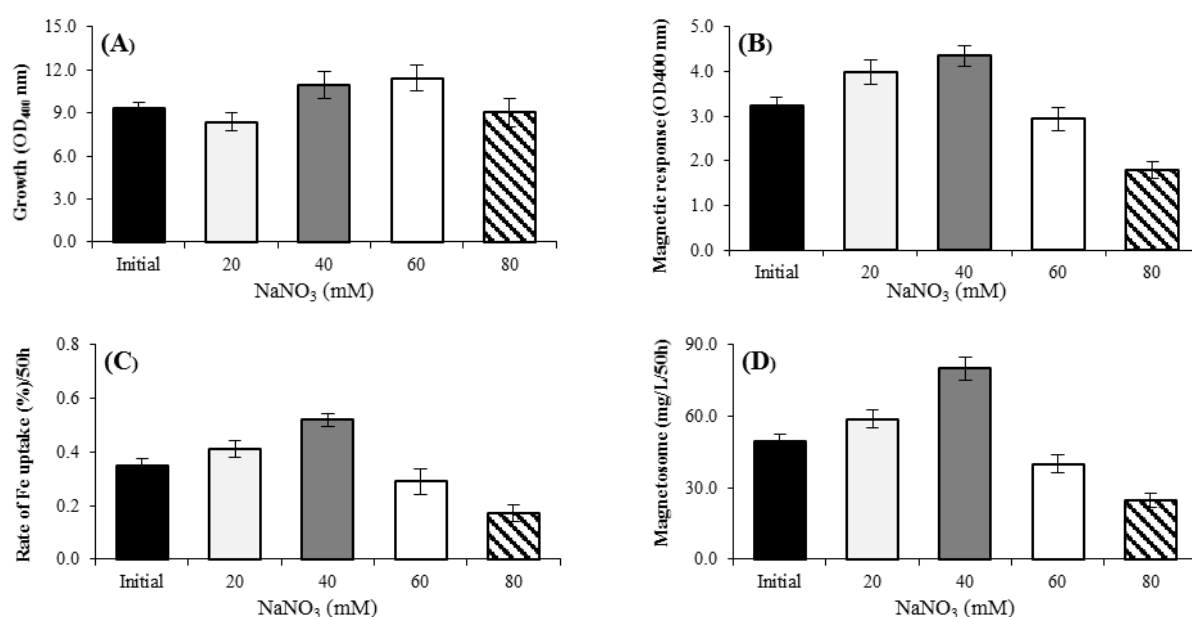 (A)
Growth (OD₄₀₀ nm)
15.0
12.0
9.0
6.0
3.0
0.0
Initial 20 40 60 80
NaNO₃ (mM)
(B)
Magnetic response (OD400 nm)
5.0
4.0
3.0
2.0
1.0
0.0
Initial 20 40 60 80
NaNO₃ (mM)
(C)
Rate of Fe uptake (%)/50h
0.8
0.6
0.4
0.2
0.0
Initial 20 40 60 80
NaNO₃ (mM)
(D)
Magnetosome (mg/L/50h)
90.0
60.0
30.0
0.0
Initial 20 40 60 80
NaNO₃ (mM)